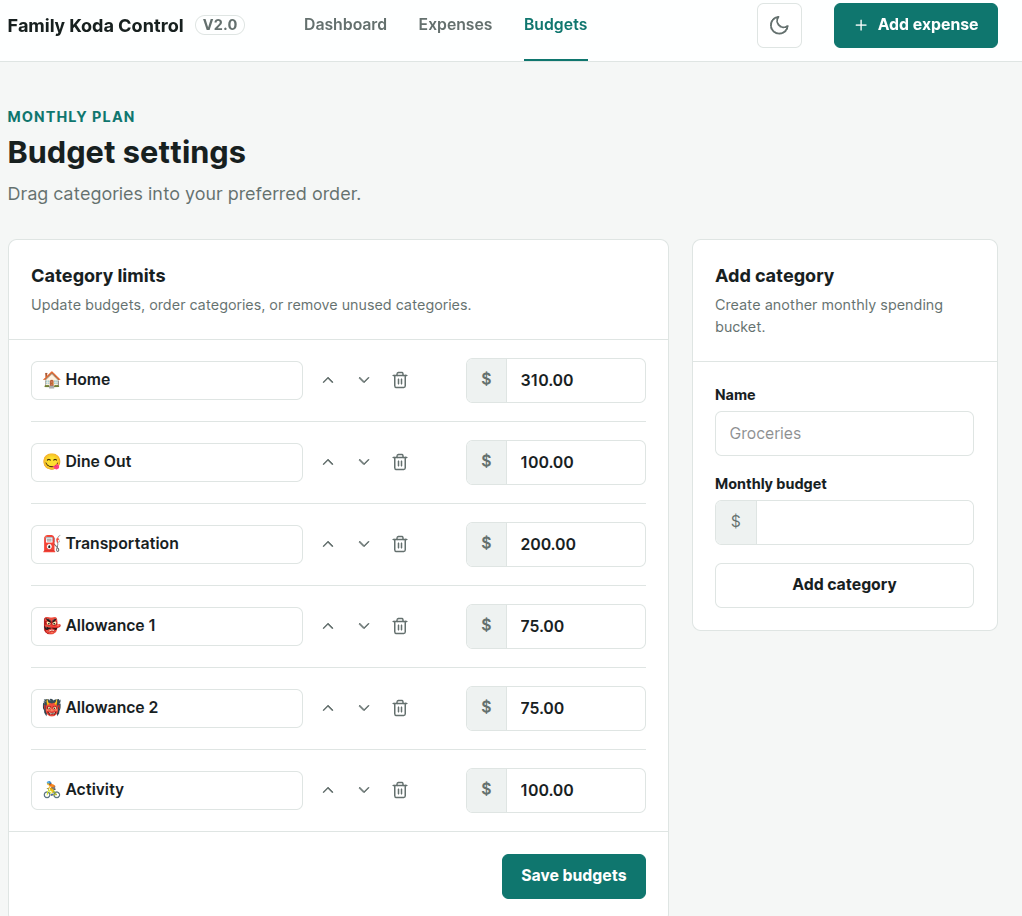 Family Koda Control V2.0 Dashboard Expenses Budgets + Add expense
MONTHLY PLAN
Budget settings
Drag categories into your preferred order.
Category limits
Update budgets, order categories, or remove unused categories.
🏠 Home $ 310.00
😋 Dine Out $ 100.00
⛽ Transportation $ 200.00
👺 Allowance 1 $ 75.00
👹 Allowance 2 $ 75.00
🚴 Activity $ 100.00
Save budgets
Add category
Create another monthly spending
bucket.
Name
Groceries
Monthly budget
$
Add category